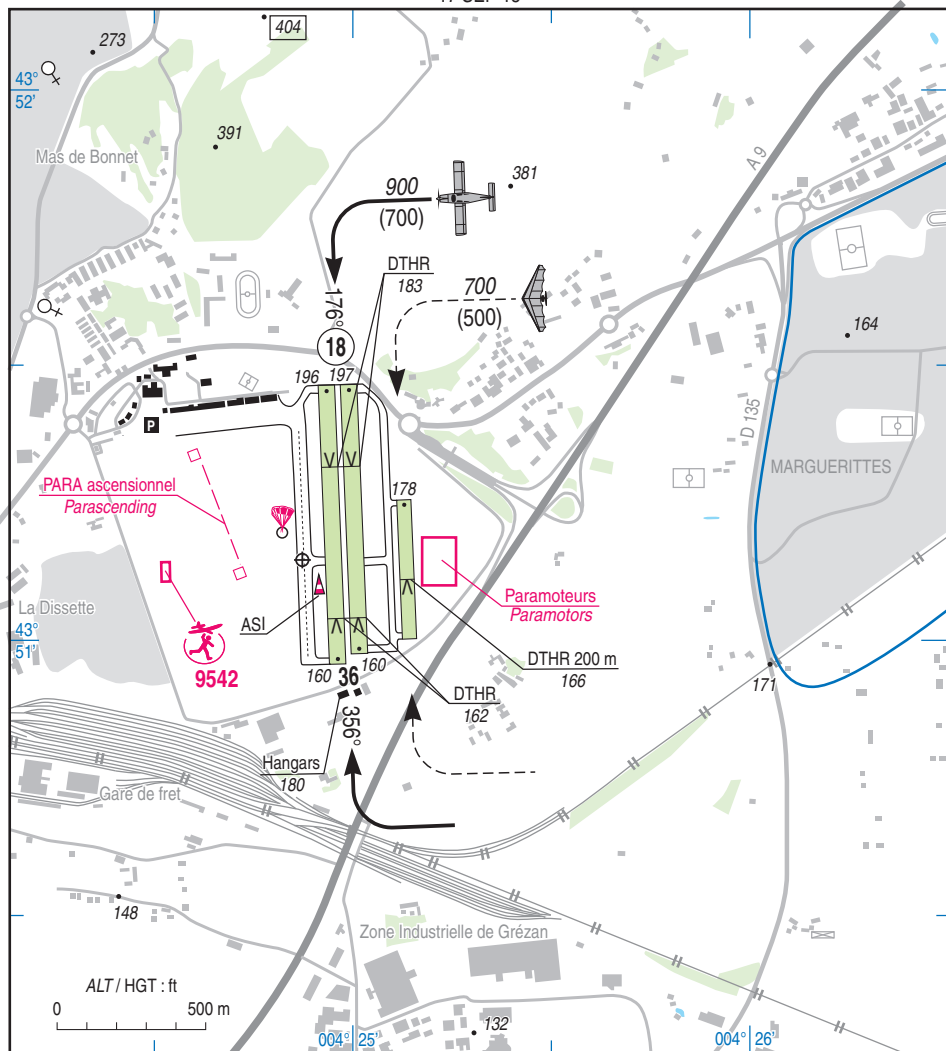 404
273
43°
52'
391
Mas de Bonnet
A 9
381
900
(700)
DTHR
183
700
(500)
176°
18
164
196
197
P
D 135
MARGUERITTES
PARA ascensionnel
Parascending
178
La Dissette
ASI
Paramoteurs
Paramotors
43°
51'
9542
160
36
160
DTHR 200 m
166
171
DTHR
162
356°
Hangars
180
Gare de fret
148
Zone Industrielle de Grézan
ALT / HGT : ft
0
500 m
132
004° 25'
004° 26'